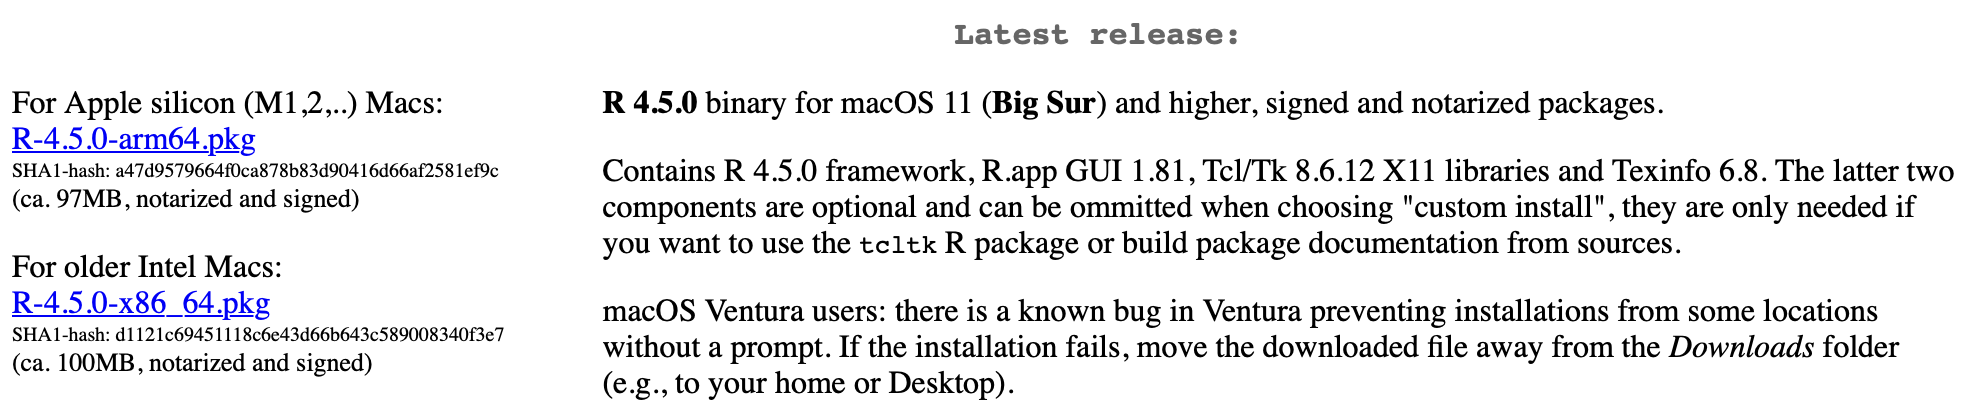 Latest release:
For Apple silicon (M1,2,..) Macs:
R-4.5.0-arm64.pkg
SHA1-hash: a47d9579664f0ca878b83d90416d66af2581ef9c
(ca. 97MB, notarized and signed)
For older Intel Macs:
R-4.5.0-x86_64.pkg
SHA1-hash: d1121c69451118c6e43d66b643c589008340f3e7
(ca. 100MB, notarized and signed)
R 4.5.0 binary for macOS 11 (Big Sur) and higher, signed and notarized packages.
Contains R 4.5.0 framework, R.app GUI 1.81, Tcl/Tk 8.6.12 X11 libraries and Texinfo 6.8. The latter two
components are optional and can be ommitted when choosing "custom install", they are only needed if
you want to use the tcltk R package or build package documentation from sources.
macOS Ventura users: there is a known bug in Ventura preventing installations from some locations
without a prompt. If the installation fails, move the downloaded file away from the Downloads folder
(e.g., to your home or Desktop).